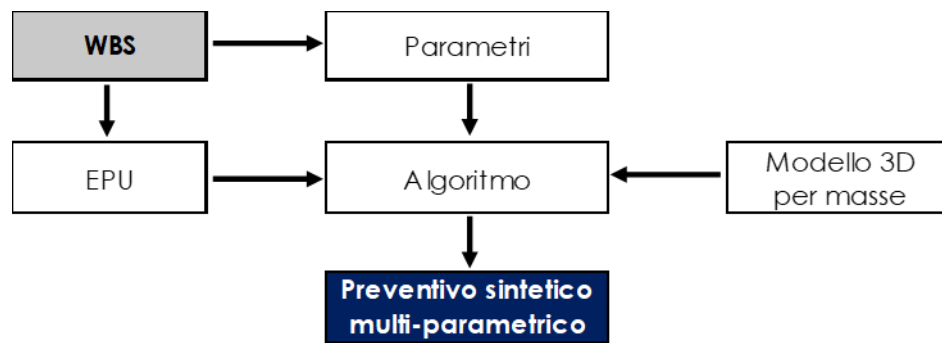 WBS
Parametri
EPU
Algoritmo
Modello 3D
per masse
Preventivo sintetico
multi-parametrico